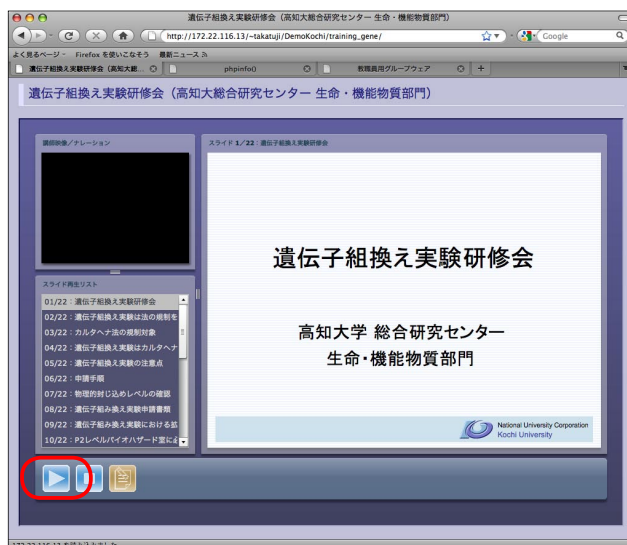 遺伝子組換え実験研修会（高知大総合研究センター 生命・機能物質部門）
http://172.22.116.13/~takatuji/DemoKochi/training_gene/
Google
よく見るページ Firefox を使いこなそう 最新ニュース
遺伝子組換え実験研修会（高知大総...
phpinfo()
教職員用グループウェア
遺伝子組換え実験研修会（高知大総合研究センター 生命・機能物質部門）
講師映像／ナレーション
スライド 1／22：遺伝子組換え実験研修会
遺伝子組換え実験研修会
高知大学 総合研究センター
生命・機能物質部門
National University Corporation
Kochi University
スライド再生リスト
01/22：遺伝子組換え実験研修会
02/22：遺伝子組換え実験は法の規制を
03/22：カルタヘナ法の規制対象
04/22：遺伝子組換え実験はカルタヘナ
05/22：遺伝子組換え実験の注意点
06/22：申請手順
07/22：物理的封じ込めレベルの確認
08/22：遺伝子組み換え実験申請書類
09/22：遺伝子組み換え実験における拡
10/22：P2レベルバイオハザード室に